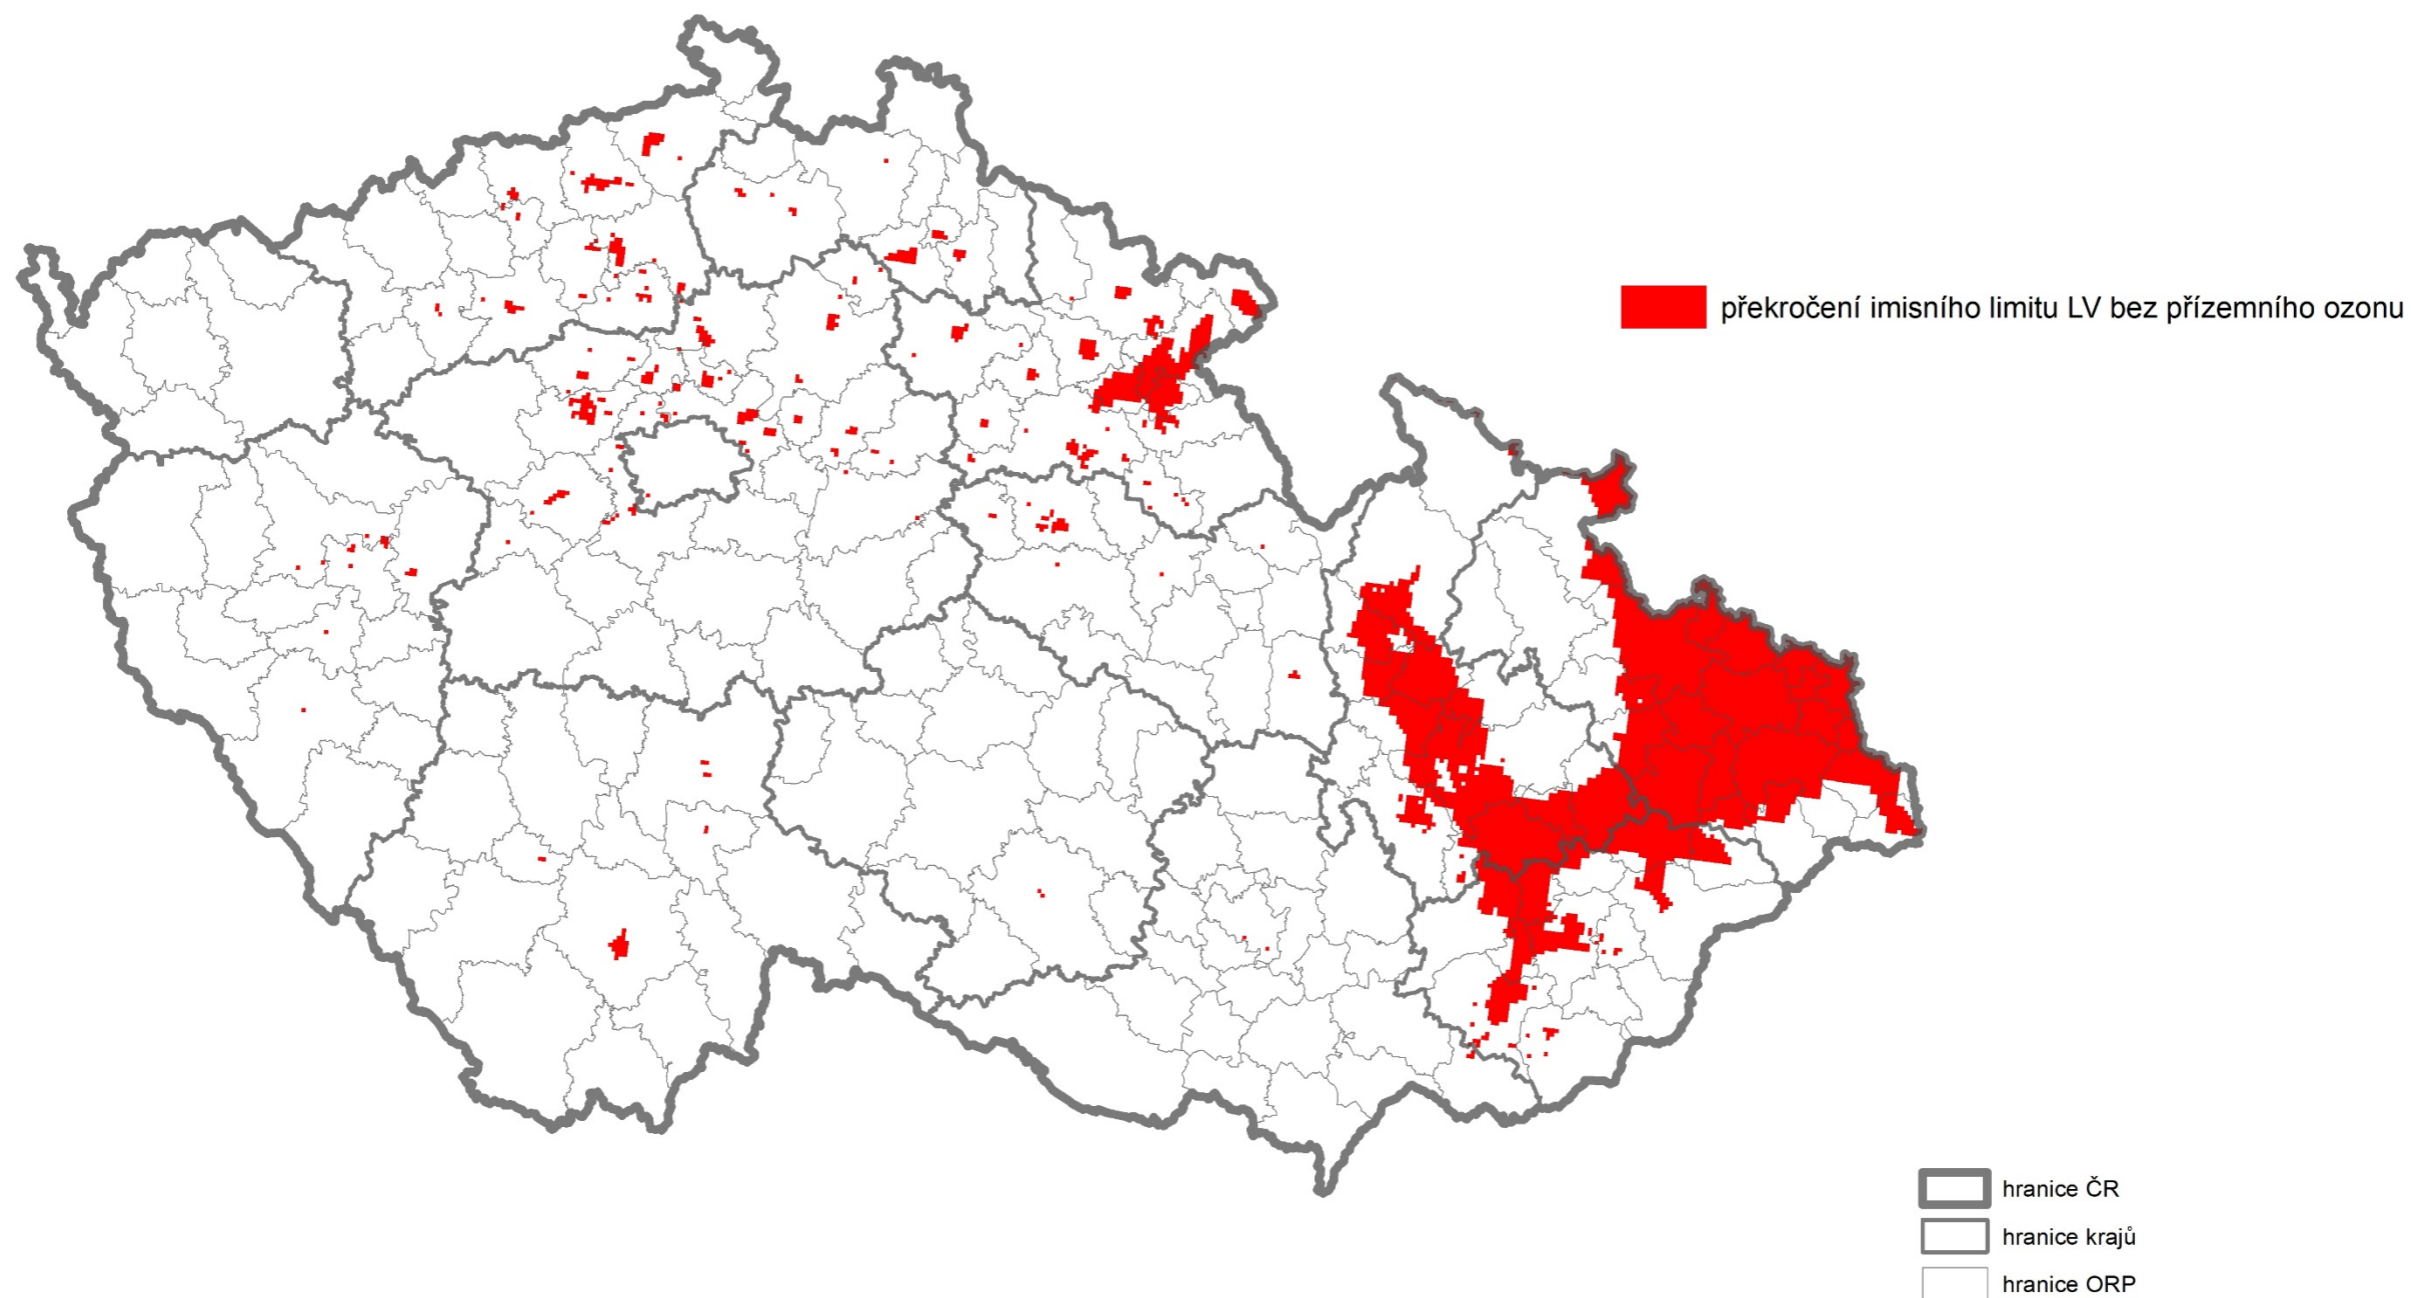 překročení imisního limitu LV bez přízemního ozonu
hranice ČR
hranice krajů
hranice ORP